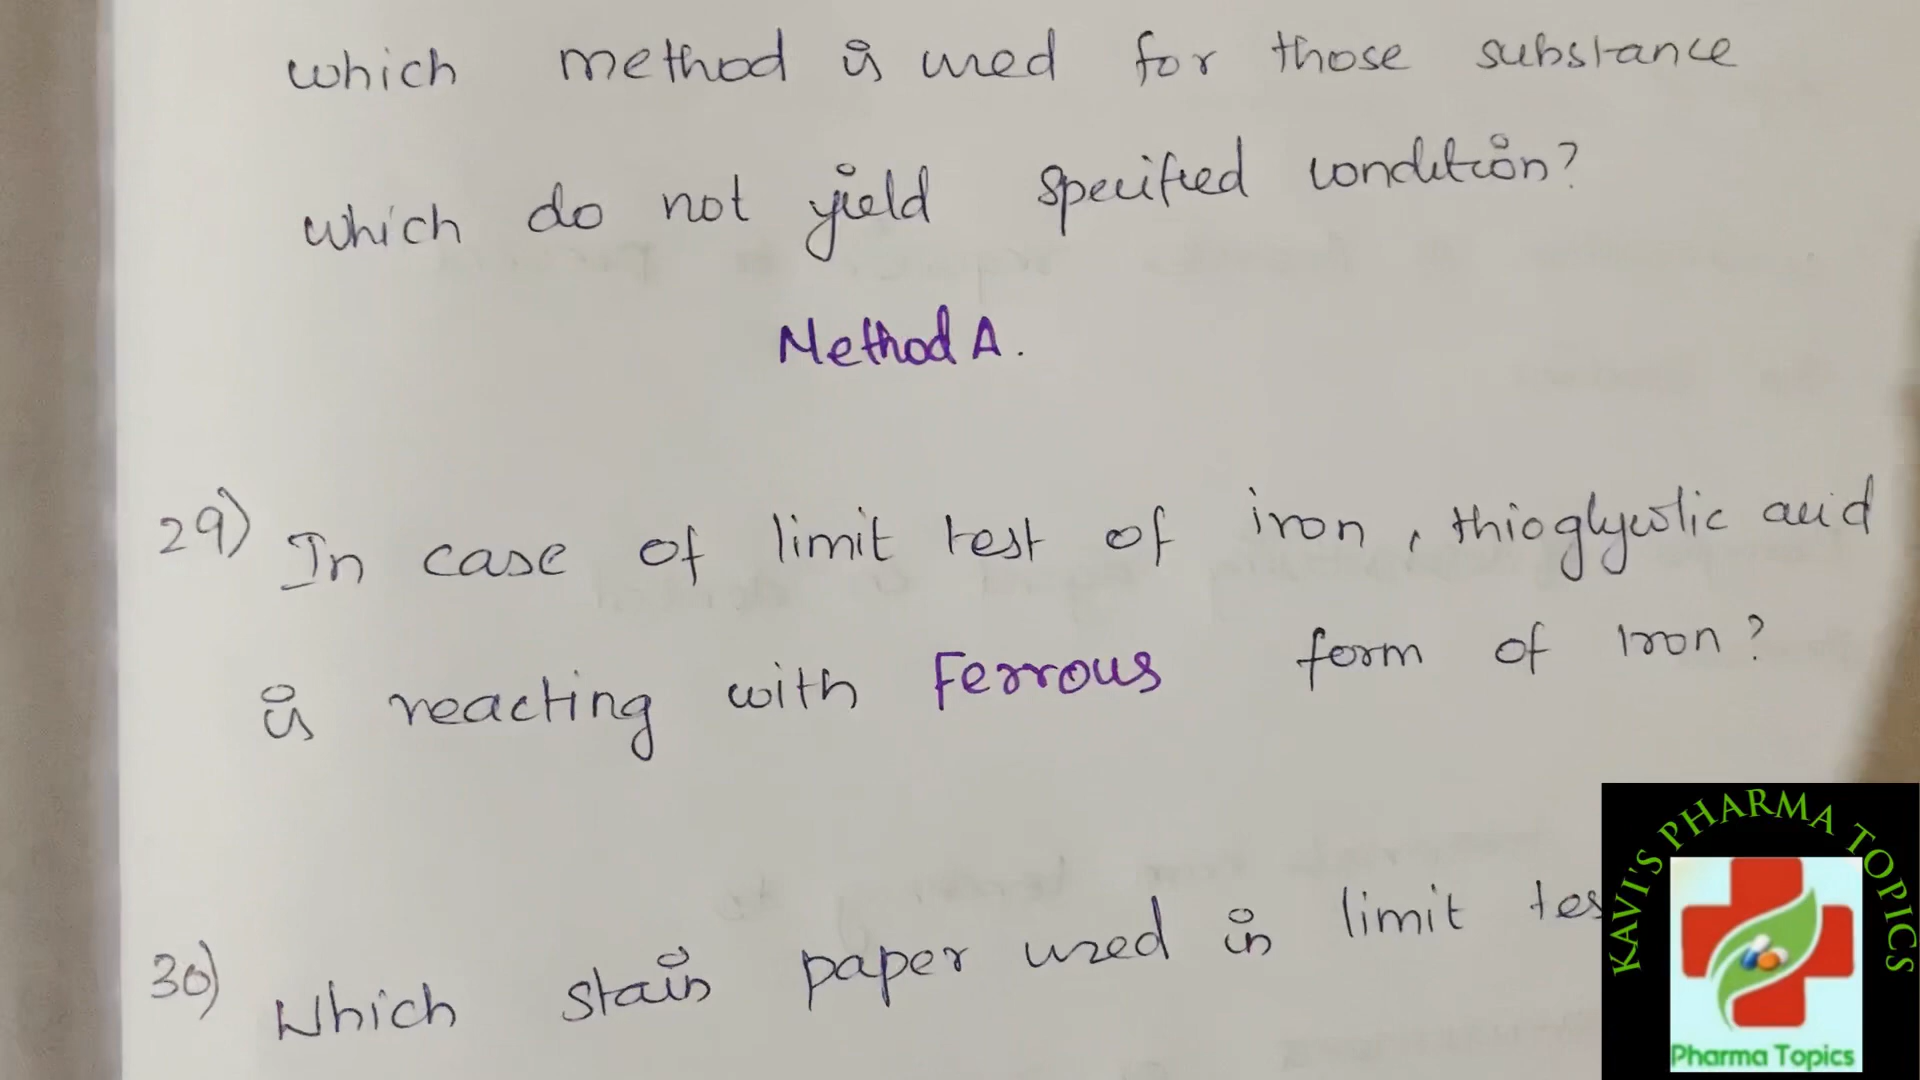 which method is used for those substance
which do not yield specified condition?
Method A.
29) In case of limit test of iron, thioglycolic acid
is reacting with Ferrous form of Iron?
30) Which stain paper used in limit tes
KAVI'S PHARMA TOPICS
Pharma Topics